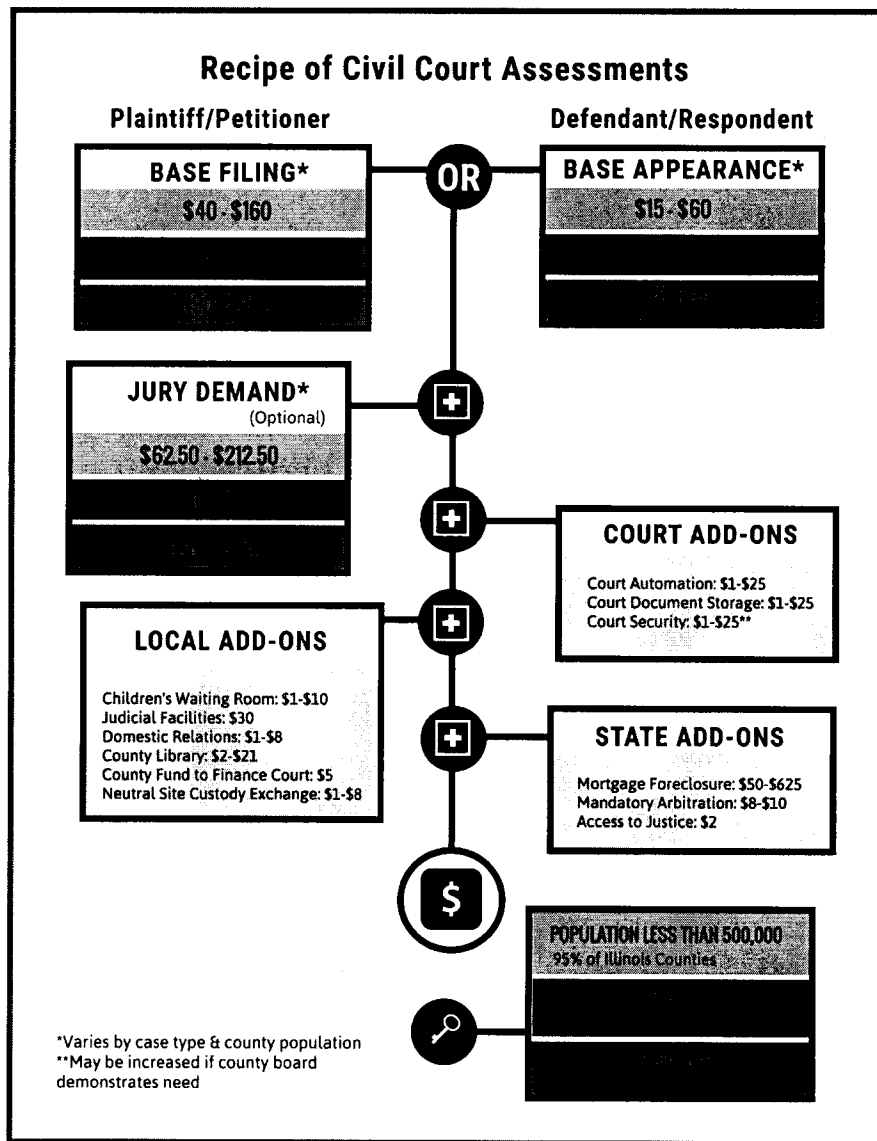 Recipe of Civil Court Assessments
Plaintiff/Petitioner
Defendant/Respondent
BASE FILING*
$40 - $160
OR
BASE APPEARANCE*
$15 - $60
JURY DEMAND*
(Optional)
$62.50 - $212.50
COURT ADD-ONS
Court Automation: $1-$25
Court Document Storage: $1-$25
Court Security: $1-$25**
LOCAL ADD-ONS
Children's Waiting Room: $1-$10
Judicial Facilities: $30
Domestic Relations: $1-$8
County Library: $2-$21
County Fund to Finance Court: $5
Neutral Site Custody Exchange: $1-$8
STATE ADD-ONS
Mortgage Foreclosure: $50-$625
Mandatory Arbitration: $8-$10
Access to Justice: $2
$
POPULATION LESS THAN 500,000
95% of Illinois Counties
*Varies by case type & county population
**May be increased if county board
demonstrates need